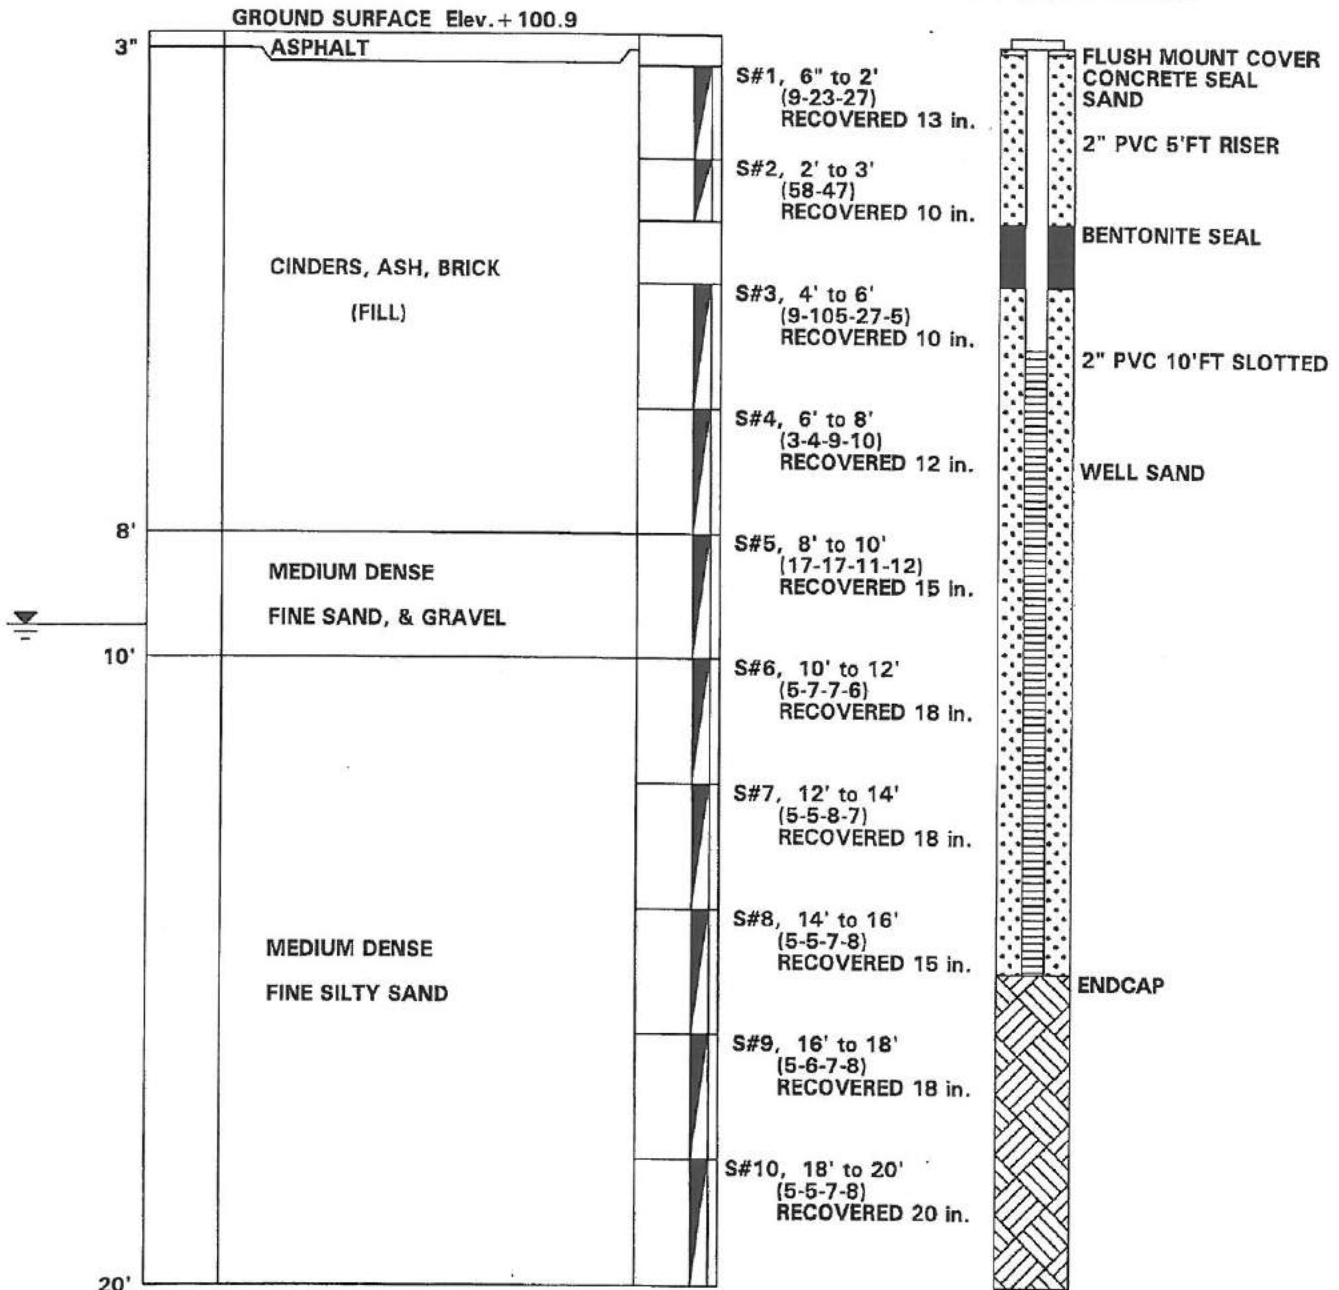 GROUND SURFACE Elev.+100.9
3"
ASPHALT
S#1, 6" to 2'
(9-23-27)
RECOVERED 13 in.
S#2, 2' to 3'
(58-47)
RECOVERED 10 in.
CINDERS, ASH, BRICK
(FILL)
S#3, 4' to 6'
(9-105-27-5)
RECOVERED 10 in.
S#4, 6' to 8'
(3-4-9-10)
RECOVERED 12 in.
8'
S#5, 8' to 10'
(17-17-11-12)
RECOVERED 15 in.
MEDIUM DENSE
FINE SAND, & GRAVEL
10'
S#6, 10' to 12'
(5-7-7-6)
RECOVERED 18 in.
S#7, 12' to 14'
(5-5-8-7)
RECOVERED 18 in.
S#8, 14' to 16'
(5-5-7-8)
RECOVERED 15 in.
MEDIUM DENSE
FINE SILTY SAND
S#9, 16' to 18'
(5-6-7-8)
RECOVERED 18 in.
S#10, 18' to 20'
(5-5-7-8)
RECOVERED 20 in.
20'
FLUSH MOUNT COVER
CONCRETE SEAL
SAND
2" PVC 5'FT RISER
BENTONITE SEAL
2" PVC 10'FT SLOTTED
WELL SAND
ENDCAP